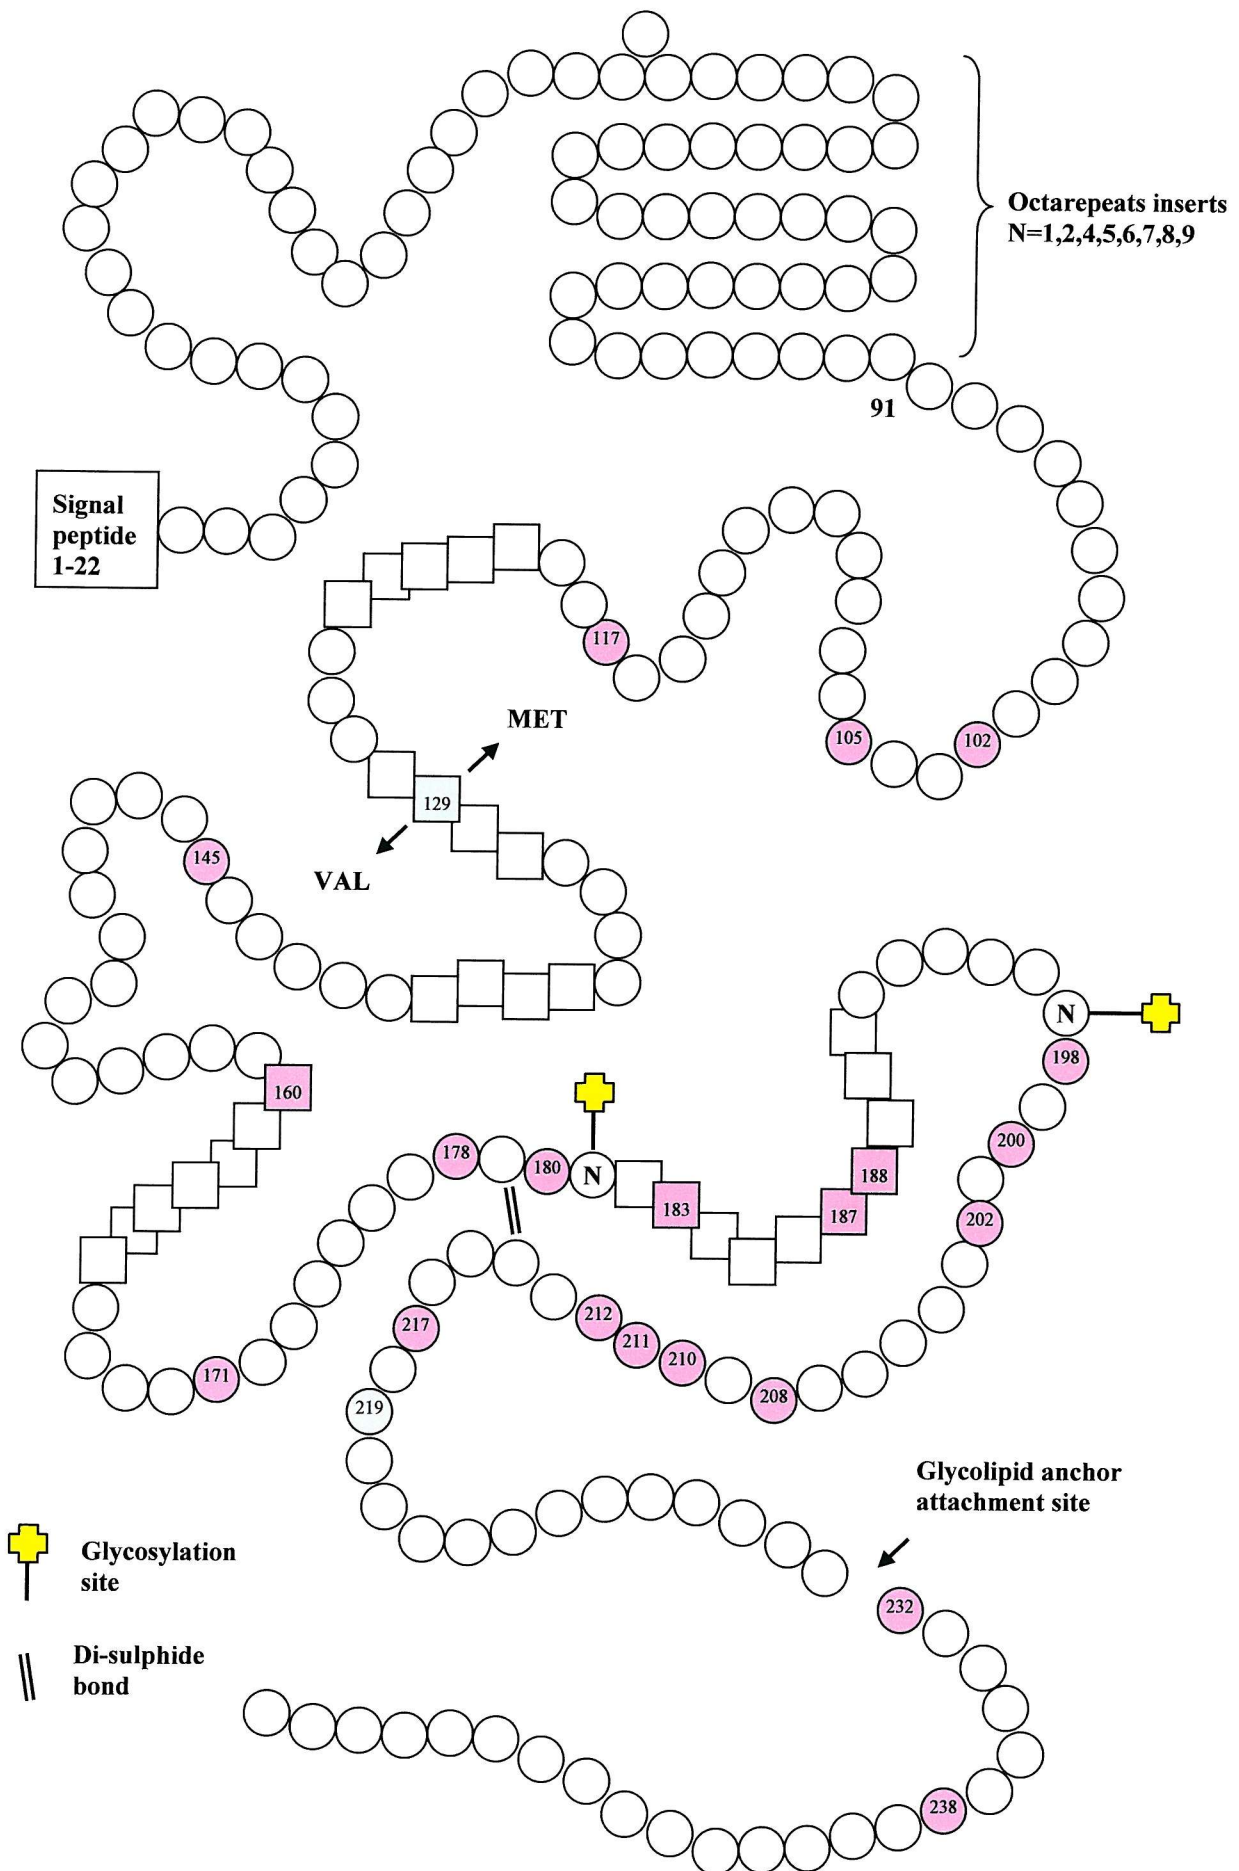 Octarepeats inserts
N=1,2,4,5,6,7,8,9
91
Signal
peptide
1-22
117
MET
105
102
129
145
VAL
N
198
160
178
180
N
200
188
183
187
202
217
212
211
210
171
208
219
Glycolipid anchor
attachment site
Glycosylation
site
232
Di-sulphide
bond
238